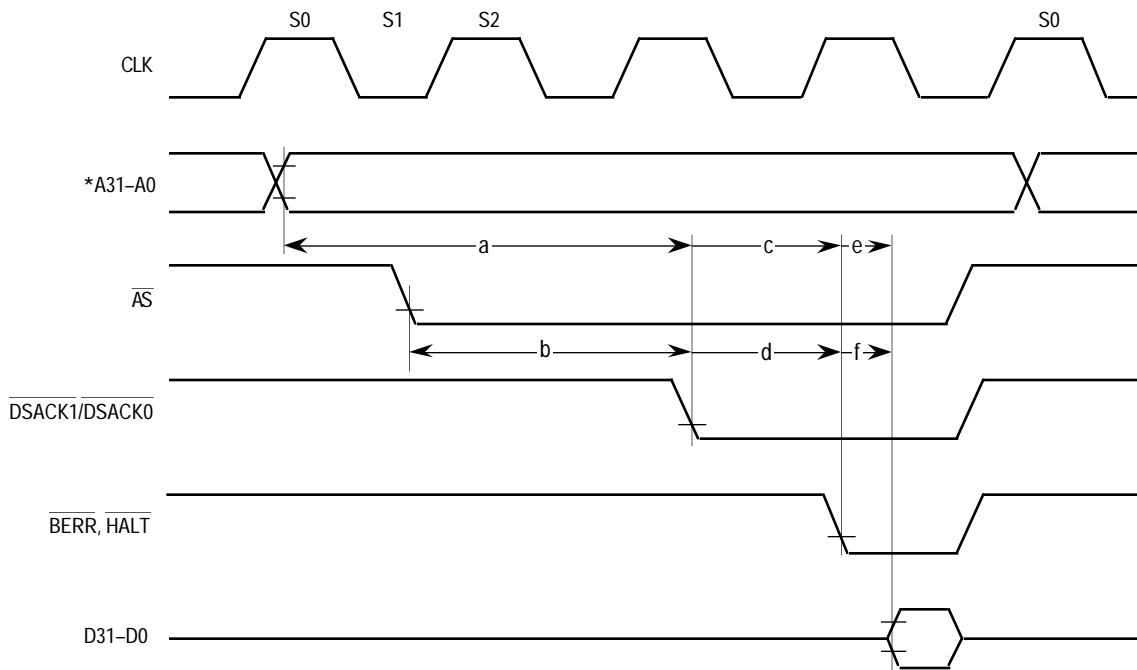 S0 S1 S2 S0
CLK
*A31–A0
a c e
AS
b d f
DSACK1/DSACK0
BERR, HALT
D31–D0